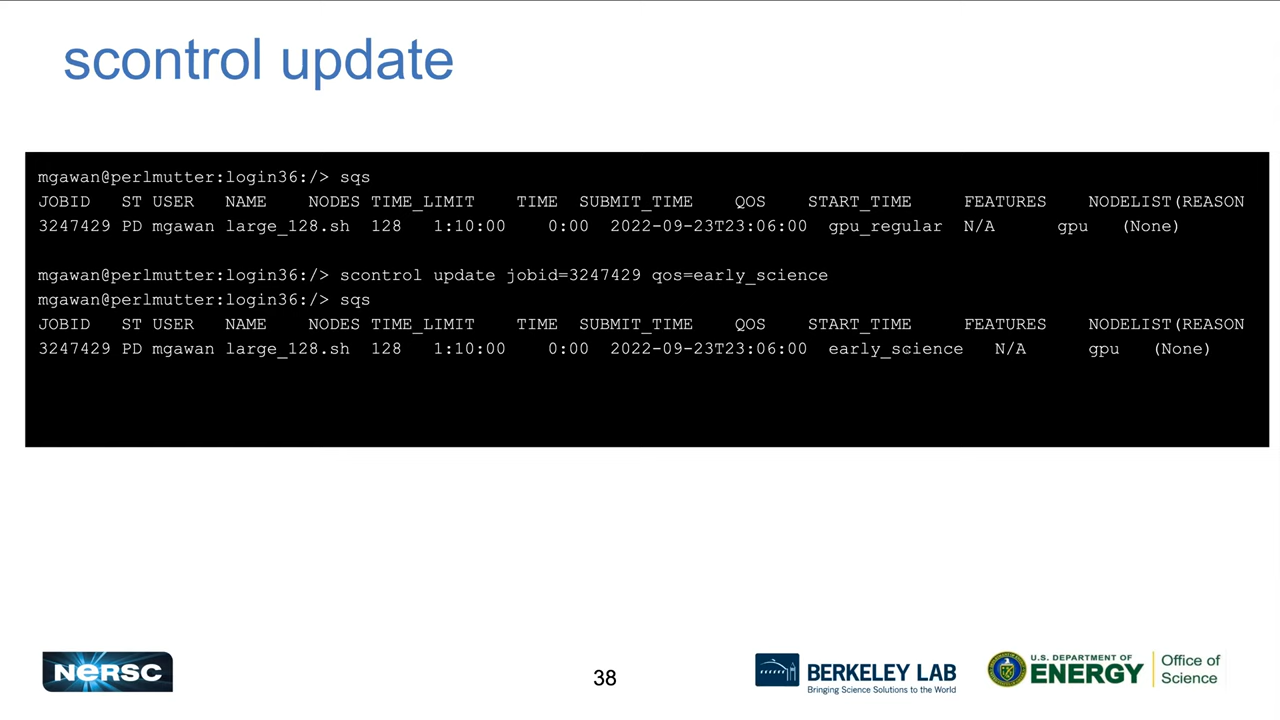 scontrol update
mgawan@perlmutter:login36:/> sqs
JOBID ST USER NAME NODES TIME_LIMIT TIME SUBMIT_TIME QOS START_TIME FEATURES NODELIST(REASON
3247429 PD mgawan large_128.sh 128 1:10:00 0:00 2022-09-23T23:06:00 gpu_regular N/A gpu (None)
mgawan@perlmutter:login36:/> scontrol update jobid=3247429 qos=early_science
mgawan@perlmutter:login36:/> sqs
JOBID ST USER NAME NODES TIME_LIMIT TIME SUBMIT_TIME QOS START_TIME FEATURES NODELIST(REASON
3247429 PD mgawan large_128.sh 128 1:10:00 0:00 2022-09-23T23:06:00 early_science N/A gpu (None)
NERSC
38
BERKELEY LAB
Bringing Science Solutions to the World
U.S. DEPARTMENT OF
ENERGY
Office of
Science